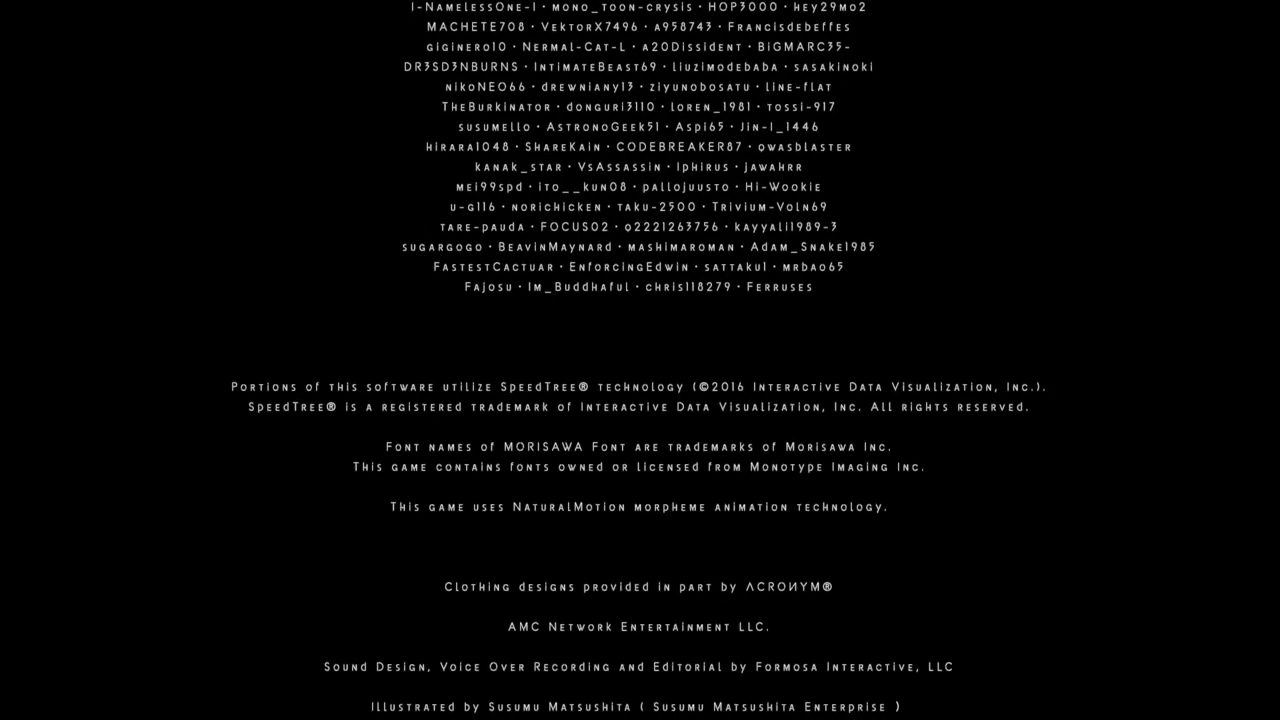 I-NamelessOne-I · mono_toon-crysis · HOP3000 · hey29mo2
MACHETE708 · VektorX7496 · a958743 · Francisdebeffes
giginero10 · Nermal-Cat-L · a20Dissident · BiGMARC35-
DR3SD3NBURNS · IntimateBeast69 · liuzimodebaba · sasakinoki
nikoNEO66 · drewniany13 · ziyunobosatu · line-flat
TheBurkinator · donguri3110 · loren_1981 · tossi-917
susumello · AstronoGeek51 · Aspi65 · Jin-I_1446
hirara1048 · ShareKain · CODEBREAKER87 · qwasblaster
kanak_star · VsAssassin · Iphirus · jawahrr
mei99spd · ito__kun08 · pallojuusto · Hi-Wookie
u-g116 · norichicken · taku-2500 · Trivium-Voln69
tare-pauda · FOCUS02 · q2221263756 · kayyali1989-3
sugargogo · BeavinMaynard · mashimaroman · Adam_Snake1985
FastestCactuar · EnforcingEdwin · sattaku1 · mrbao65
Fajosu · Im_Buddhaful · chris118279 · Ferruses
Portions of this software utilize SpeedTree® technology (©2016 Interactive Data Visualization, Inc.).
SpeedTree® is a registered trademark of Interactive Data Visualization, Inc. All rights reserved.
Font names of MORISAWA Font are trademarks of Morisawa Inc.
This game contains fonts owned or licensed from Monotype Imaging Inc.
This game uses NaturalMotion morpheme animation technology.
Clothing designs provided in part by ΛCROИYM®
AMC Network Entertainment LLC.
Sound Design, Voice Over Recording and Editorial by Formosa Interactive, LLC
Illustrated by Susumu Matsushita ( Susumu Matsushita Enterprise )